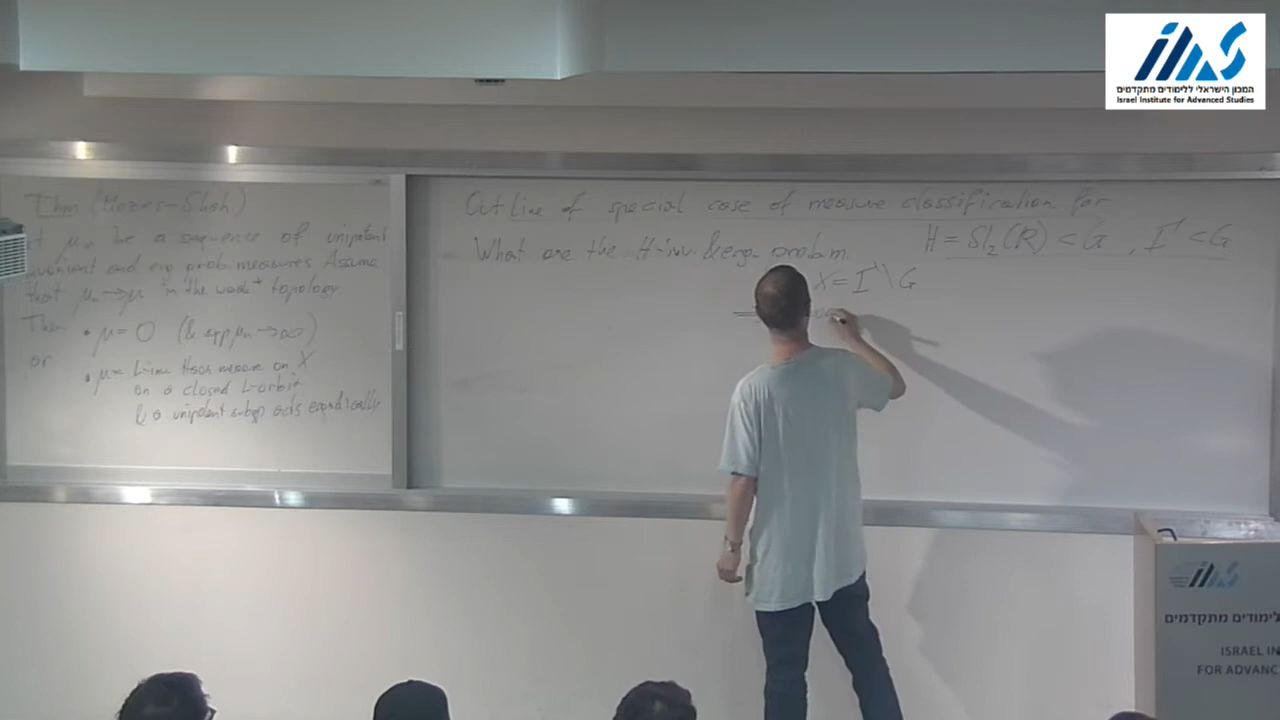 Thm (Mozes-Shah)
μn be a sequence of unipotent
invariant and erg prob measures. Assume
that μn → μ in the weak* topology.
Then • μ = 0 (& supp μn → ∞)
or
• μ = L-inv Haar measure on X
on a closed L-orbit
& a unipotent subgp acts ergodically
Outline of special case of measure classification for
H = Sl₂(R) < G , Γ < G
What are the H-inv. & erg. prob m.
X = Γ\G
המכון הישראלי ללימודים מתקדמים
Israel Institute for Advanced Studies
לימודים מתקדמים
ISRAEL IN
FOR ADVANC